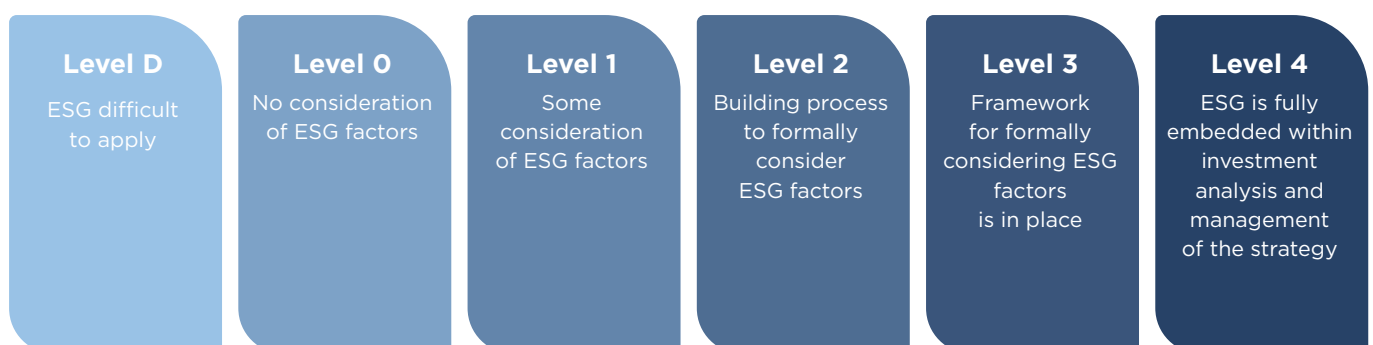 Level D
ESG difficult
to apply
Level 0
No consideration
of ESG factors
Level 1
Some
consideration
of ESG factors
Level 2
Building process
to formally
consider
ESG factors
Level 3
Framework
for formally
considering ESG
factors
is in place
Level 4
ESG is fully
embedded within
investment
analysis and
management
of the strategy